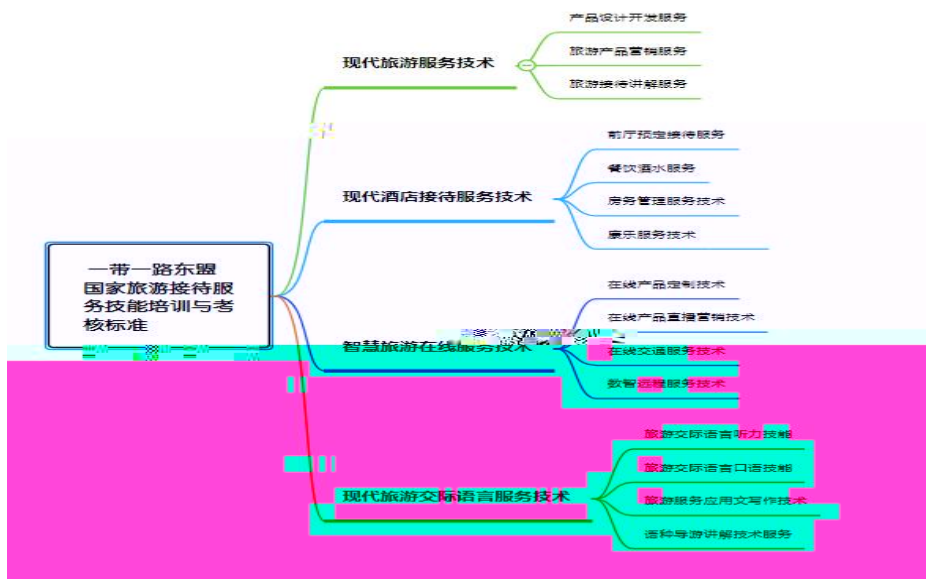 一带一路东盟
国家旅游接待服
务技能培训与考
核标准
现代旅游服务技术
产品设计开发服务
旅游产品营销服务
旅游接待讲解服务
现代酒店接待服务技术
前厅预定接待服务
餐饮酒水服务
房务管理服务技术
康乐服务技术
智慧旅游在线服务技术
在线产品定制技术
在线产品直播营销技术
在线交通服务技术
数智远程服务技术
现代旅游交际语言服务技术
旅游交际语言听力技能
旅游交际语言口语技能
旅游服务应用文写作技术
语种导游讲解技术服务